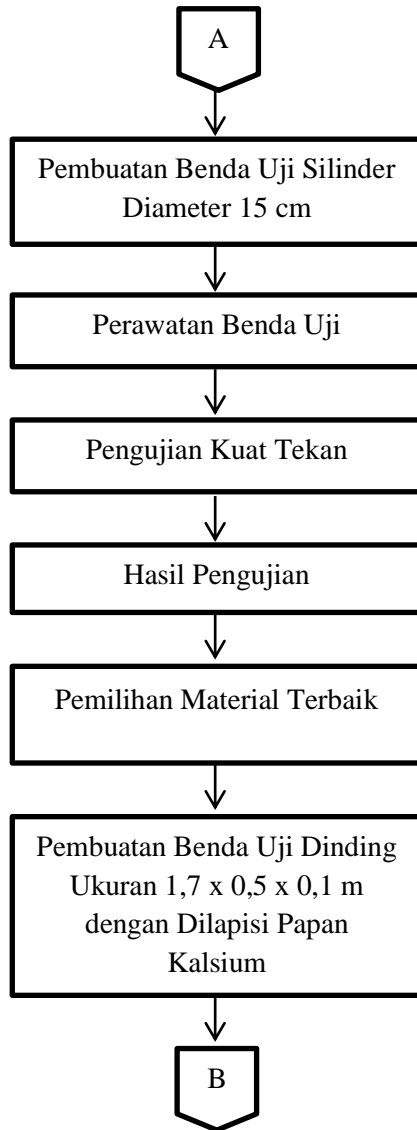 A
Pembuatan Benda Uji Silinder
Diameter 15 cm
Perawatan Benda Uji
Pengujian Kuat Tekan
Hasil Pengujian
Pemilihan Material Terbaik
Pembuatan Benda Uji Dinding
Ukuran 1,7 x 0,5 x 0,1 m
dengan Dilapisi Papan
Kalsium
B